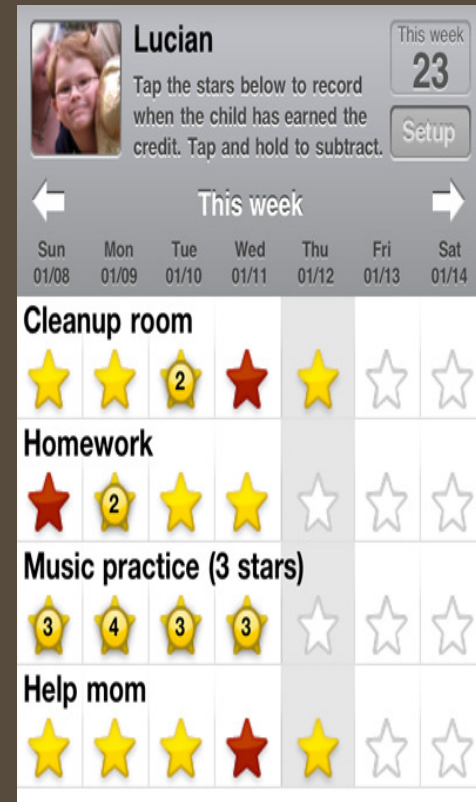 Lucian
This week
23
Tap the stars below to record
when the child has earned the
credit. Tap and hold to subtract.
Setup
This week
Sun Mon Tue Wed Thu Fri Sat
01/08 01/09 01/10 01/11 01/12 01/13 01/14
Cleanup room
2
Homework
2
Music practice (3 stars)
3 4 3 3
Help mom